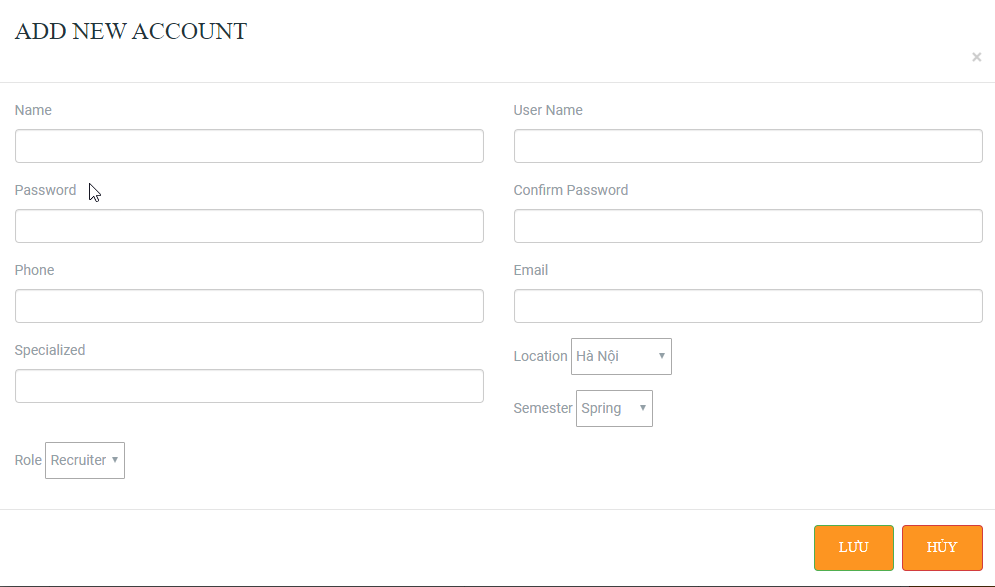 ADD NEW ACCOUNT
×
Name
User Name
Password
Confirm Password
Phone
Email
Specialized
Location Hà Nội
Semester Spring
Role Recruiter
LƯU
HỦY